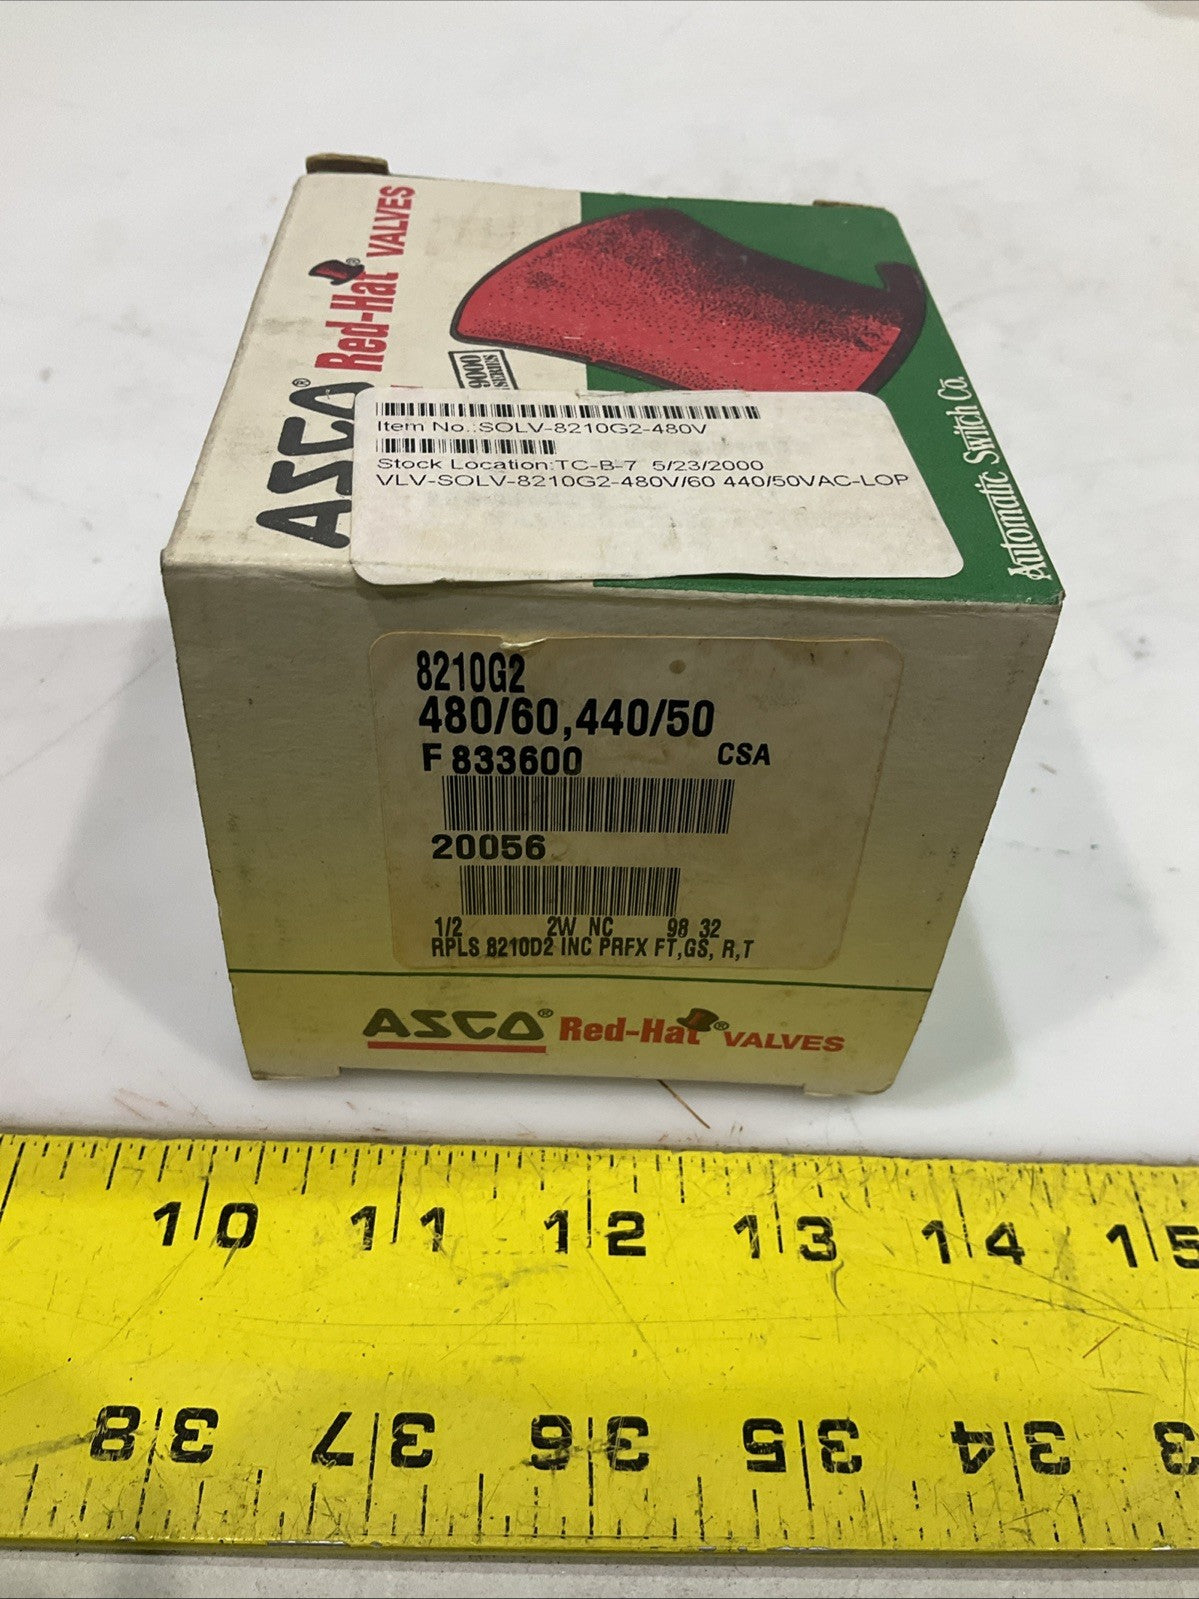 ASCO® Red-Hat® VALVES
9000 SERIES
Automatic Switch Co.
Item No.:SOLV-8210G2-480V
Stock Location:TC-B-7 5/23/2000
VLV-SOLV-8210G2-480V/60 440/50VAC-LOP
8210G2
480/60,440/50
F 833600 CSA
20056
1/2 2W NC 98 32
RPLS 8210D2 INC PRFX FT,GS, R,T
ASCO® Red-Hat® VALVES
10 11 12 13 14 15
38 37 36 35 34 33